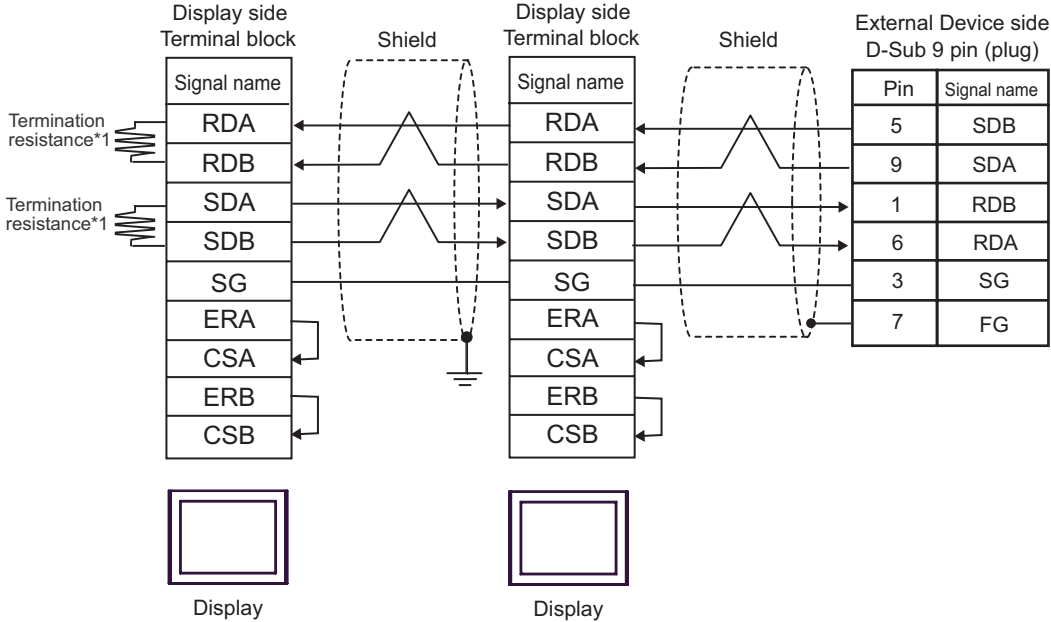 Display side
Terminal block
Shield
Display side
Terminal block
Shield
External Device side
D-Sub 9 pin (plug)
Termination
resistance*1
Termination
resistance*1
Signal name
RDA
RDB
SDA
SDB
SG
ERA
CSA
ERB
CSB
Signal name
RDA
RDB
SDA
SDB
SG
ERA
CSA
ERB
CSB
Pin Signal name
5 SDB
9 SDA
1 RDB
6 RDA
3 SG
7 FG
Display
Display